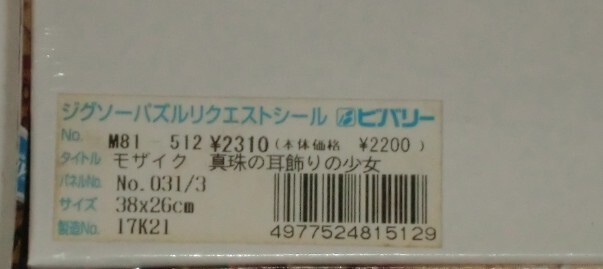 ジグソーパズルリクエストシール ビバリー
No. M81 - 512 ¥2310 (本体価格 ¥2200 )
タイトル モザイク 真珠の耳飾りの少女
パネルNo. No.031/3
サイズ 38x26cm
製造No. 17K21
4977524815129